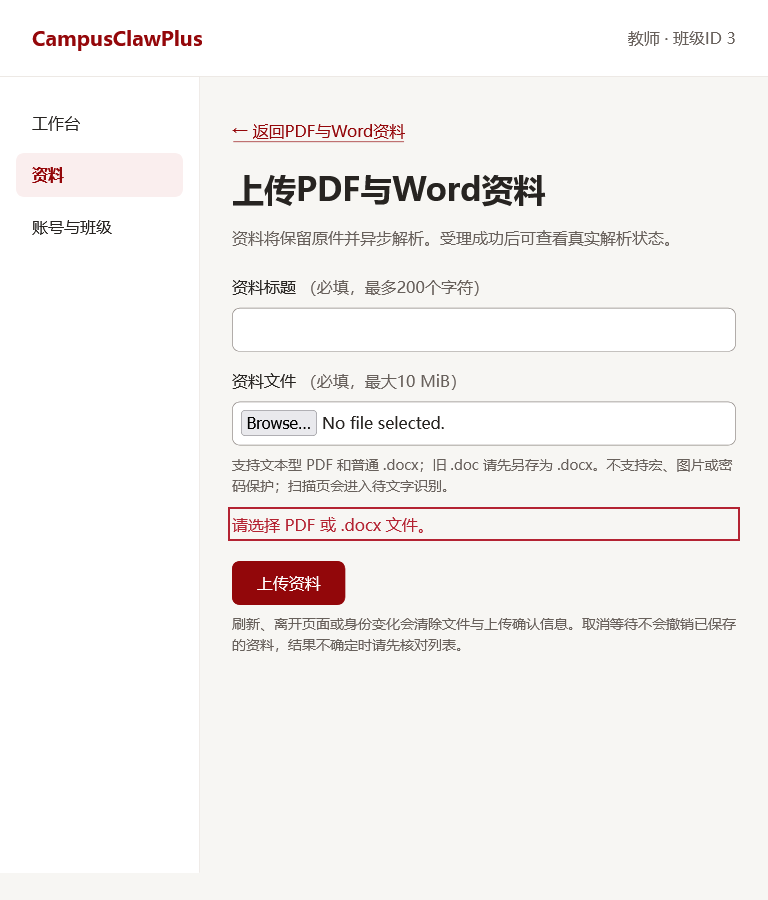 CampusClawPlus
教师 · 班级ID 3
工作台
资料
账号与班级
← 返回PDF与Word资料
上传PDF与Word资料
资料将保留原件并异步解析。受理成功后可查看真实解析状态。
资料标题 （必填，最多200个字符）
资料文件 （必填，最大10 MiB）
Browse... No file selected.
支持文本型 PDF 和普通 .docx；旧 .doc 请先另存为 .docx。不支持宏、图片或密
码保护；扫描页会进入待文字识别。
请选择 PDF 或 .docx 文件。
上传资料
刷新、离开页面或身份变化会清除文件与上传确认信息。取消等待不会撤销已保存
的资料，结果不确定时请先核对列表。